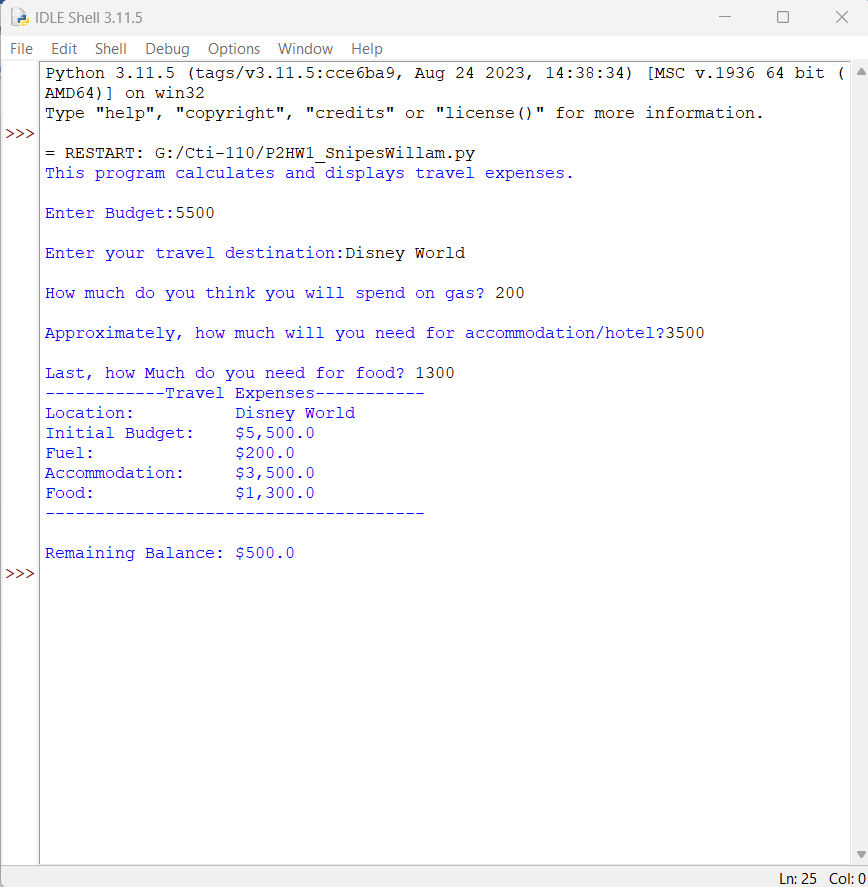 IDLE Shell 3.11.5
File Edit Shell Debug Options Window Help
Python 3.11.5 (tags/v3.11.5:cce6ba9, Aug 24 2023, 14:38:34) [MSC v.1936 64 bit (
AMD64)] on win32
Type "help", "copyright", "credits" or "license()" for more information.
>>>
= RESTART: G:/Cti-110/P2HW1_SnipesWillam.py
This program calculates and displays travel expenses.
Enter Budget:5500
Enter your travel destination:Disney World
How much do you think you will spend on gas? 200
Approximately, how much will you need for accommodation/hotel?3500
Last, how Much do you need for food? 1300
------------Travel Expenses-----------
Location:          Disney World
Initial Budget:    $5,500.0
Fuel:              $200.0
Accommodation:     $3,500.0
Food:              $1,300.0
--------------------------------------
Remaining Balance: $500.0
>>>
Ln: 25 Col: 0